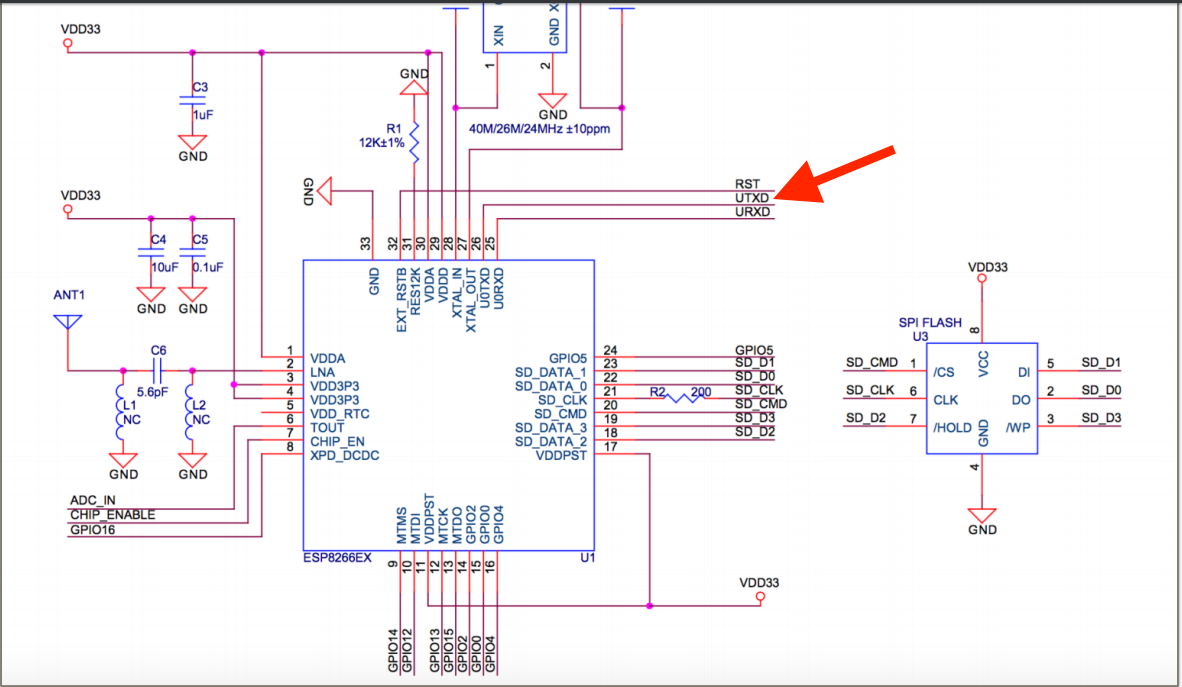 VDD33
C3
1uF
GND
GND
R1
12K±1%
XIN
GND
X
1
2
GND
40M/26M/24MHz ±10ppm
GND
RST
UTXD
URXD
VDD33
C4
10uF
GND
C5
0.1uF
GND
ANT1
C6
5.6pF
L1
NC
GND
L2
NC
GND
33
32
31
30
29
28
27
26
25
GND
EXT_RSTB
RES12K
VDDA
VDDD
XTAL_IN
XTAL_OUT
U0TXD
U0RXD
1 VDDA
2 LNA
3 VDD3P3
4 VDD3P3
5 VDD_RTC
6 TOUT
7 CHIP_EN
8 XPD_DCDC
ADC_IN
CHIP_ENABLE
GPIO16
GPIO5 24 GPIO5
SD_DATA_1 23 SD_D1
SD_DATA_0 22 SD_D0
SD_CLK 21 R2 200 SD_CLK
SD_CMD 20 SD_CMD
SD_DATA_3 19 SD_D3
SD_DATA_2 18 SD_D2
VDDPST 17
MTMS
MTDI
VDDPST
MTCK
MTDO
GPIO2
GPIO0
GPIO4
ESP8266EX
U1
9
10
11
12
13
14
15
16
GPIO14
GPIO12
GPIO13
GPIO15
GPIO2
GPIO0
GPIO4
VDD33
VDD33
8
SPI FLASH
U3
SD_CMD 1 /CS
SD_CLK 6 CLK
SD_D2 7 /HOLD
VCC
GND
DI 5 SD_D1
DO 2 SD_D0
/WP 3 SD_D3
4
GND